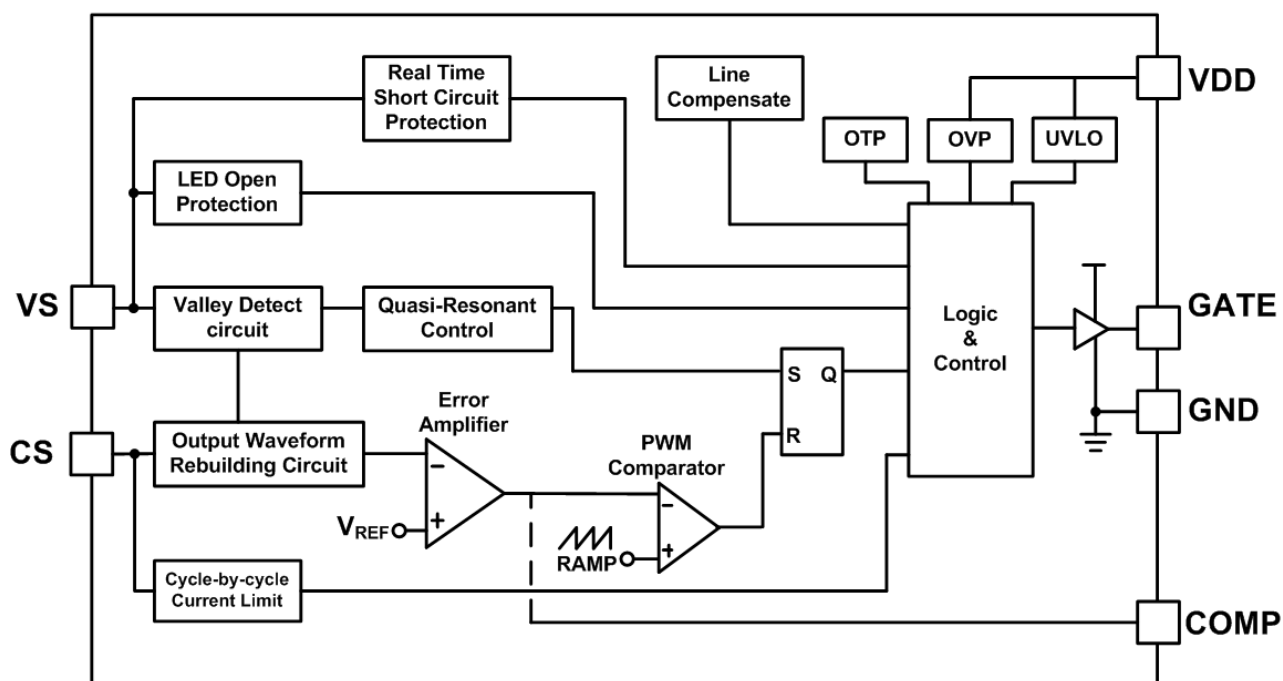 Real Time
Short Circuit
Protection
Line
Compensate
VDD
OTP
OVP
UVLO
LED Open
Protection
VS
Valley Detect
circuit
Quasi-Resonant
Control
Logic
&
Control
GATE
S
Q
R
GND
CS
Output Waveform
Rebuilding Circuit
Error
Amplifier
−
+
VREF
PWM
Comparator
−
+
RAMP
Cycle-by-cycle
Current Limit
COMP